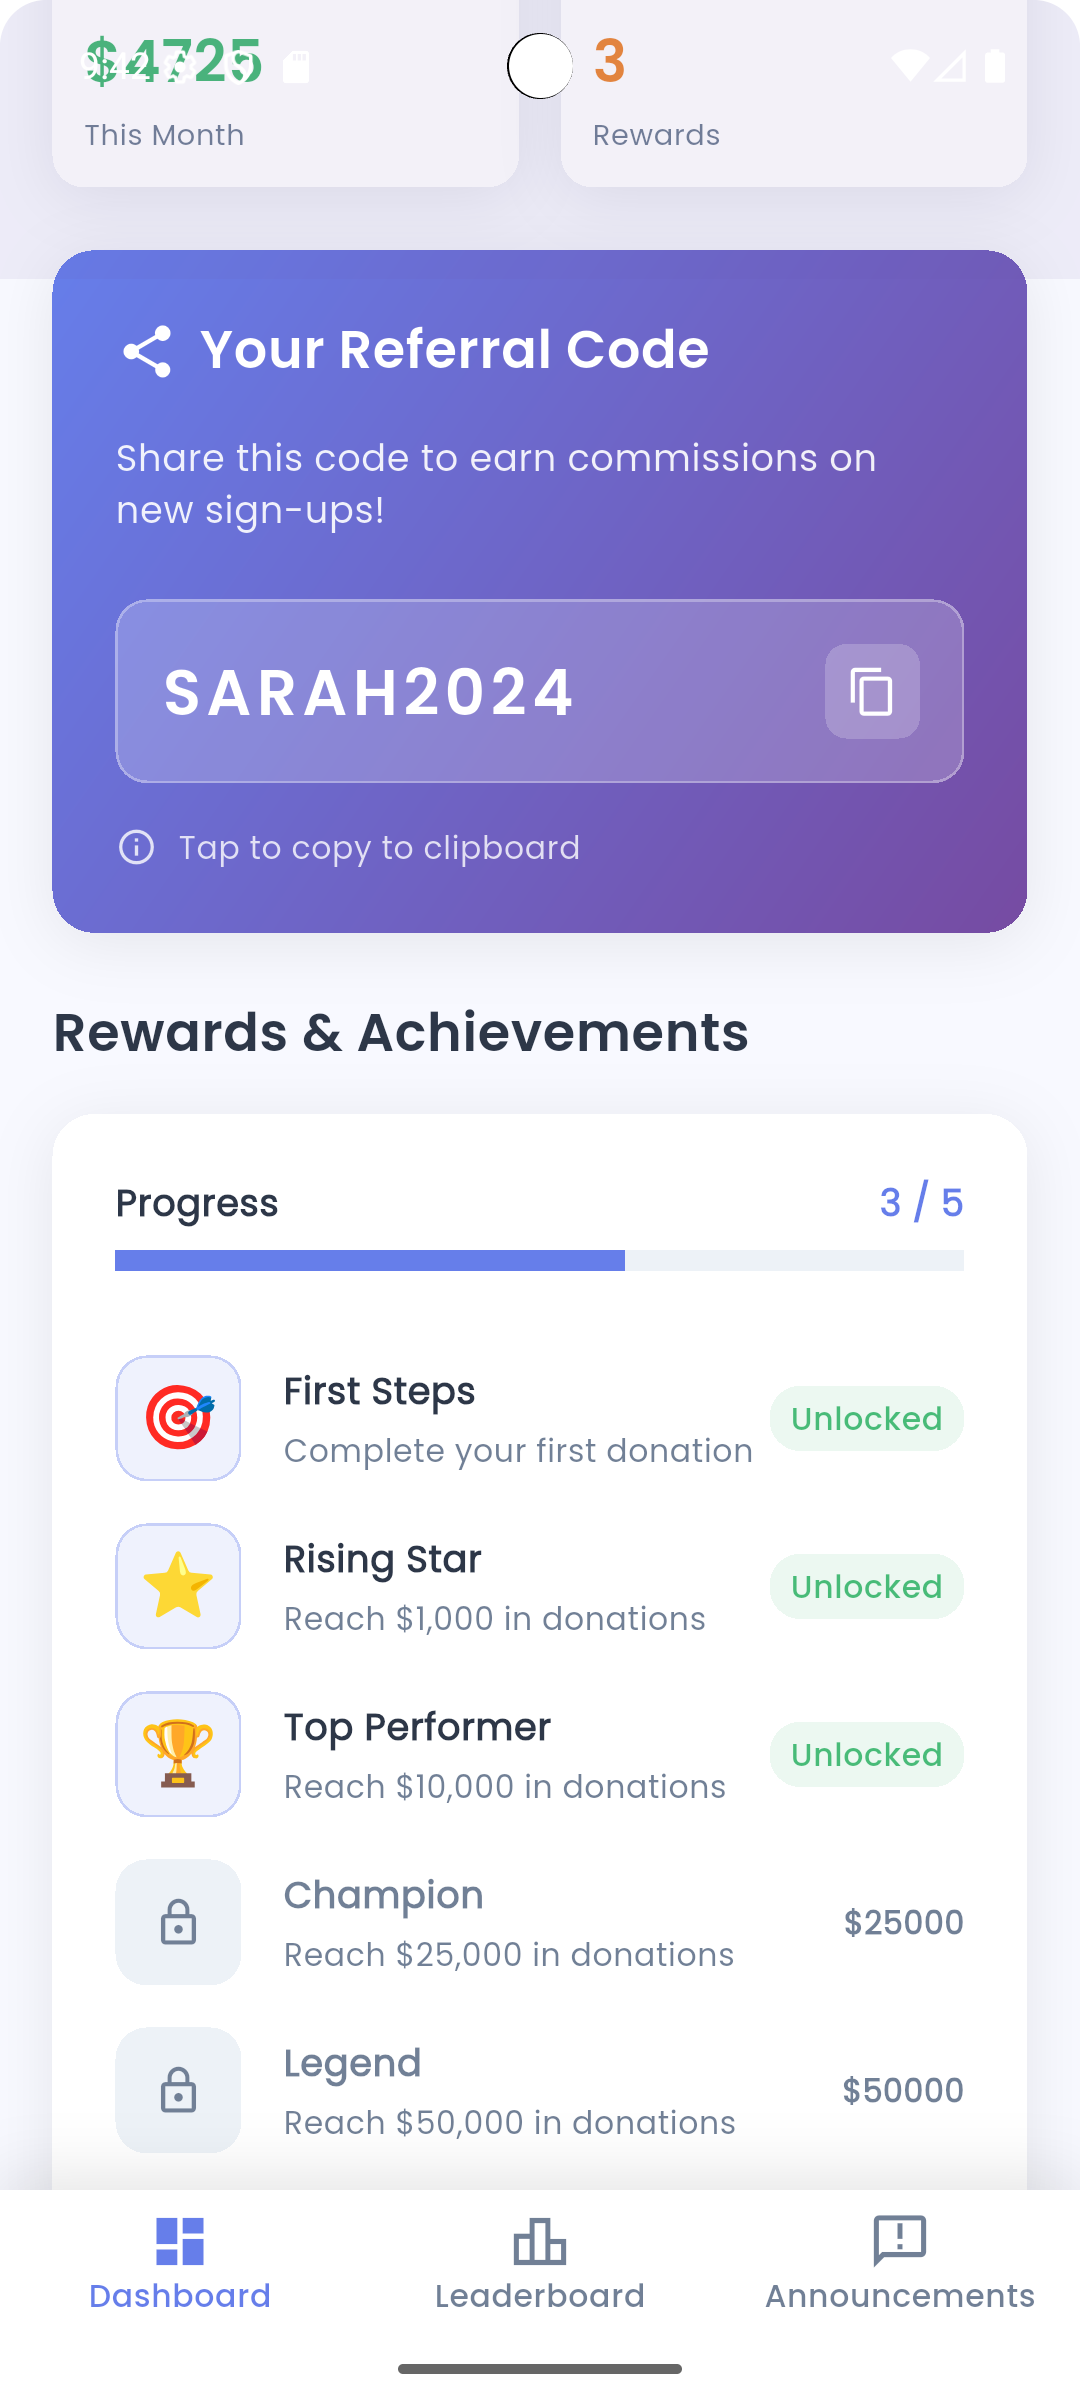 9:42
$4725
3
This Month
Rewards
Your Referral Code
Share this code to earn commissions on
new sign-ups!
SARAH2024
Tap to copy to clipboard
Rewards & Achievements
Progress
3 / 5
First Steps
Complete your first donation
Unlocked
Rising Star
Reach $1,000 in donations
Unlocked
Top Performer
Reach $10,000 in donations
Unlocked
Champion
Reach $25,000 in donations
$25000
Legend
Reach $50,000 in donations
$50000
Dashboard
Leaderboard
Announcements